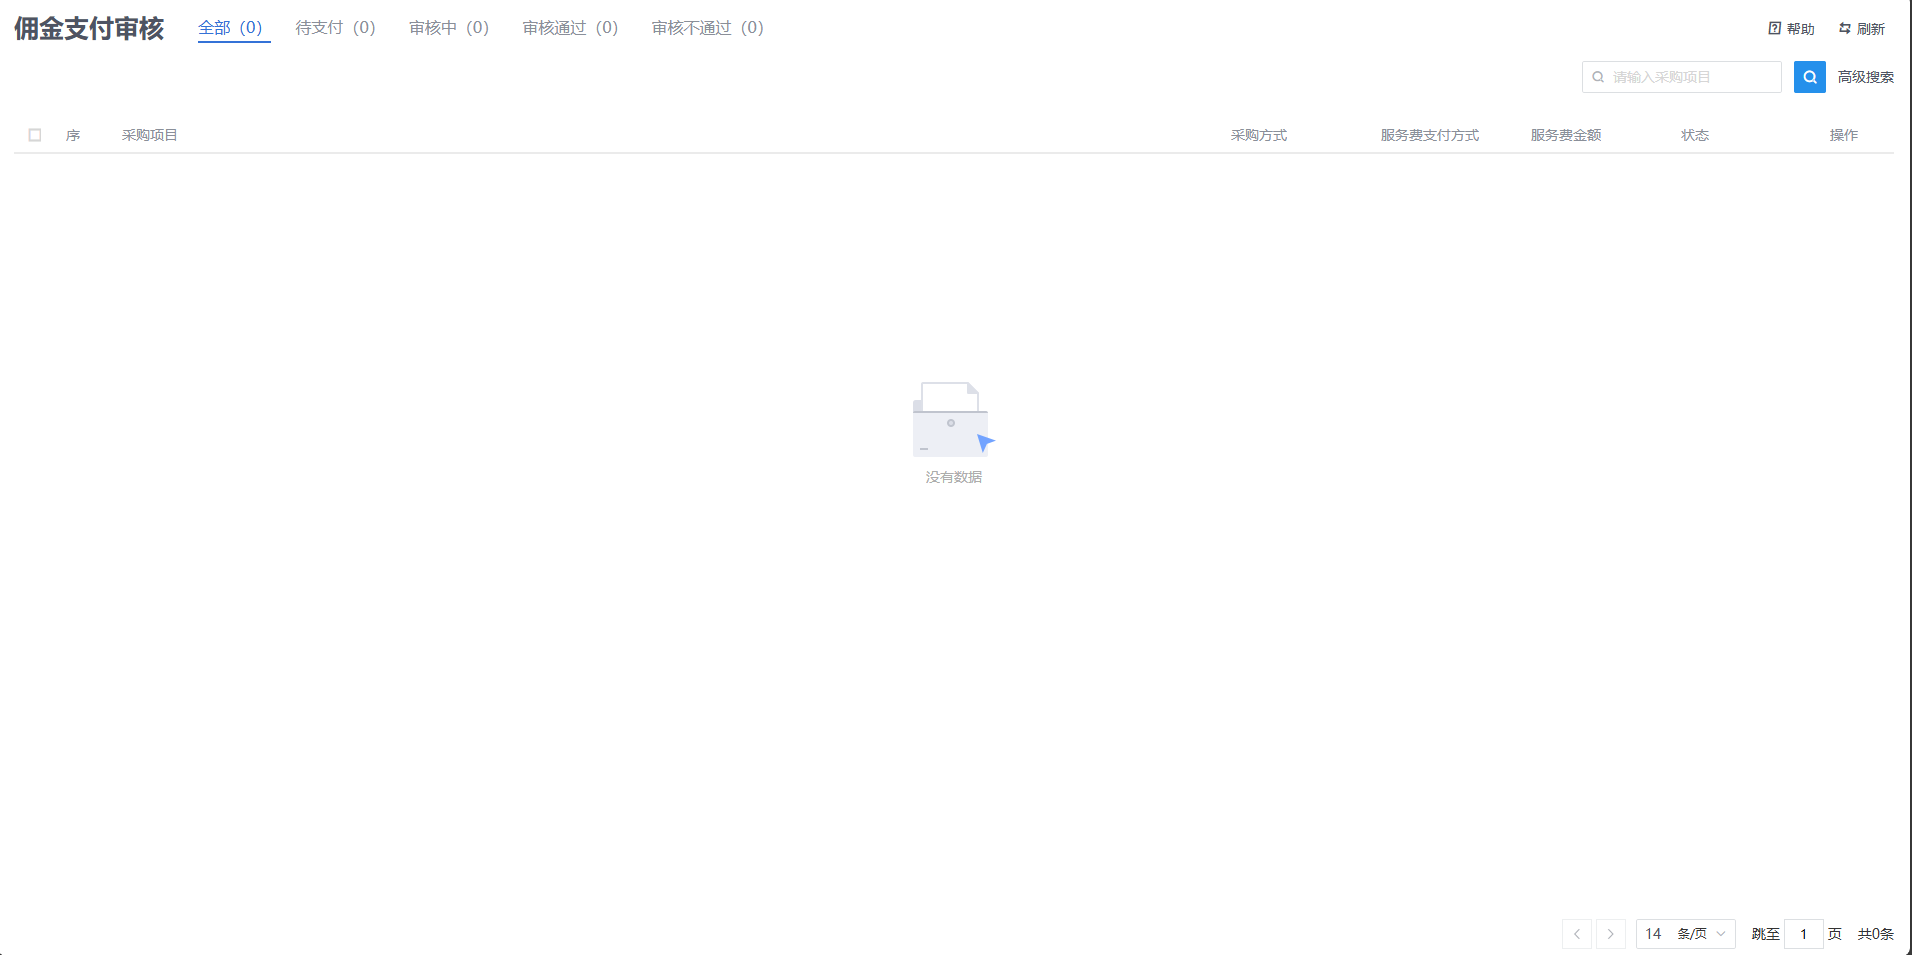 佣金支付审核 全部（0） 待支付（0） 审核中（0） 审核通过（0） 审核不通过（0） 帮助 刷新
请输入采购项目 高级搜索
序 采购项目 采购方式 服务费支付方式 服务费金额 状态 操作
没有数据
14 条/页 跳至 1 页 共0条